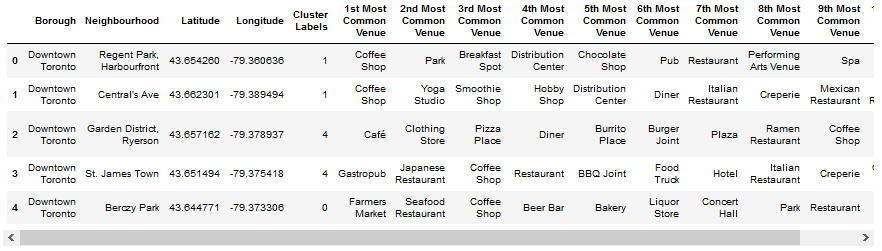 Borough Neighbourhood Latitude Longitude Cluster Labels 1st Most Common Venue 2nd Most Common Venue 3rd Most Common Venue 4th Most Common Venue 5th Most Common Venue 6th Most Common Venue 7th Most Common Venue 8th Most Common Venue 9th Most Common Venue
0 Downtown Toronto Regent Park, Harbourfront 43.654260 -79.360636 1 Coffee Shop Park Breakfast Spot Distribution Center Chocolate Shop Pub Restaurant Performing Arts Venue Spa
1 Downtown Toronto Central's Ave 43.662301 -79.389494 1 Coffee Shop Yoga Studio Smoothie Shop Hobby Shop Distribution Center Diner Italian Restaurant Creperie Mexican Restaurant
2 Downtown Toronto Garden District, Ryerson 43.657162 -79.378937 4 Café Clothing Store Pizza Place Diner Burrito Place Burger Joint Plaza Ramen Restaurant Coffee Shop
3 Downtown Toronto St. James Town 43.651494 -79.375418 4 Gastropub Japanese Restaurant Coffee Shop Restaurant BBQ Joint Food Truck Hotel Italian Restaurant Creperie
4 Downtown Toronto Berczy Park 43.644771 -79.373306 0 Farmers Market Seafood Restaurant Coffee Shop Beer Bar Bakery Liquor Store Concert Hall Park Restaurant